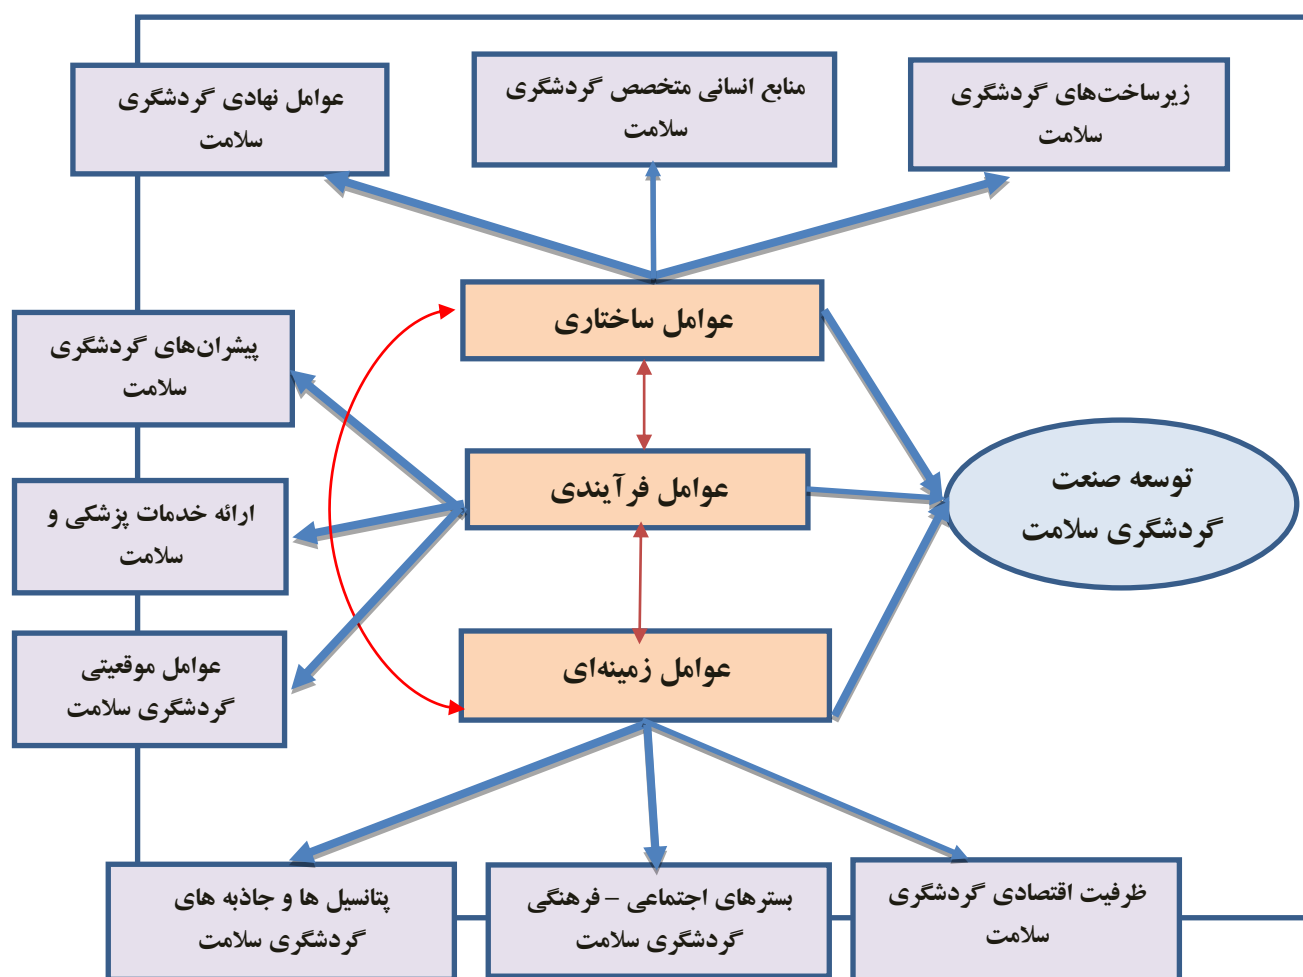 زیرساخت‌های گردشگری
سلامت
منابع انسانی متخصص گردشگری
سلامت
عوامل نهادی گردشگری
سلامت
عوامل ساختاری
پیشران‌های گردشگری
سلامت
توسعه صنعت
گردشگری سلامت
عوامل فرآیندی
ارائه خدمات پزشکی و
سلامت
عوامل زمینه‌ای
عوامل موقعیتی
گردشگری سلامت
ظرفیت اقتصادی گردشگری
سلامت
بسترهای اجتماعی – فرهنگی
گردشگری سلامت
پتانسیل ها و جاذبه های
گردشگری سلامت